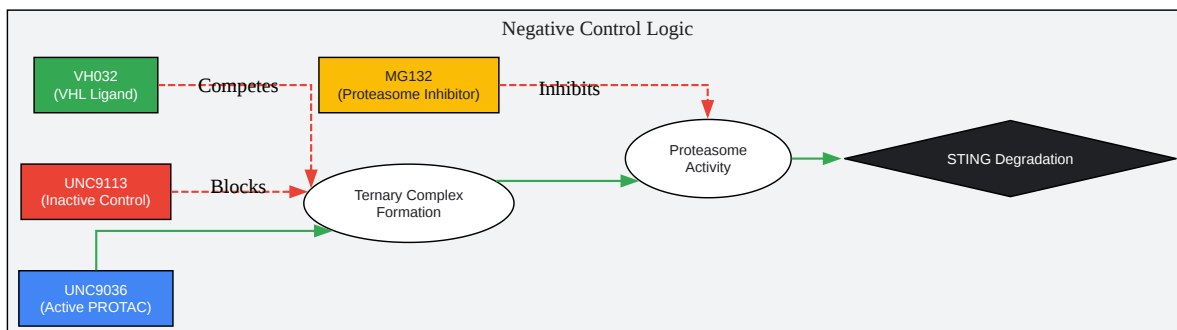 Negative Control Logic
VH032
(VHL Ligand)
Competes
MG132
(Proteasome Inhibitor)
Inhibits
Proteasome
Activity
STING Degradation
UNC9113
(Inactive Control)
Blocks
Ternary Complex
Formation
UNC9036
(Active PROTAC)